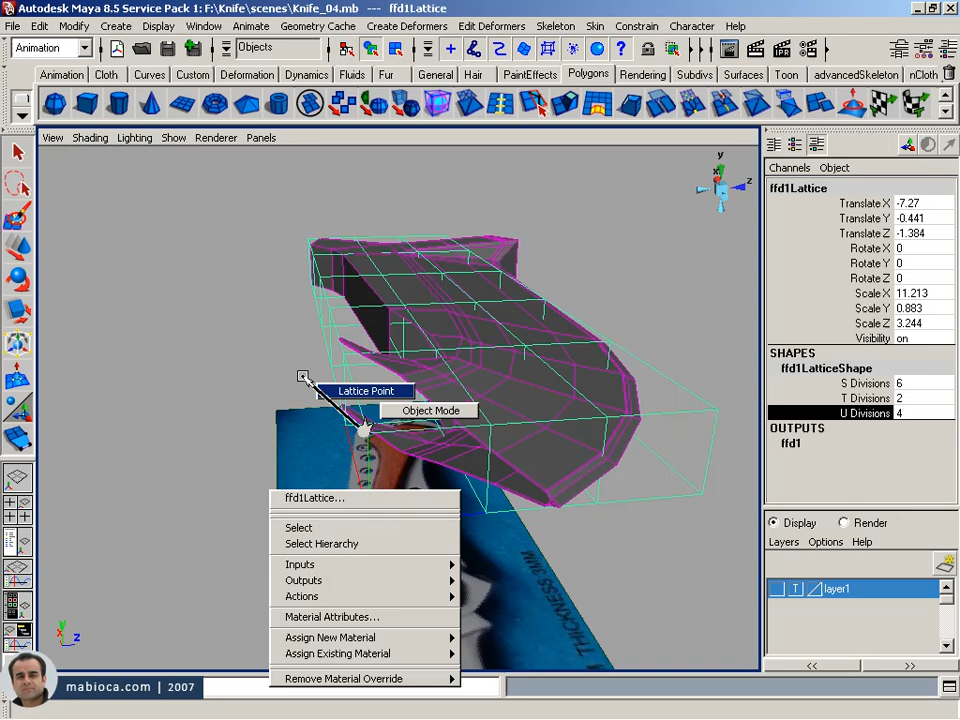 Autodesk Maya 8.5 Service Pack 1: F:\Knife\scenes\Knife_04.mb --- ffd1Lattice
File Edit Modify Create Display Window Animate Geometry Cache Create Deformers Edit Deformers Skeleton Skin Constrain Character Help
Animation Objects
Animation Cloth Curves Custom Deformation Dynamics Fluids Fur General Hair PaintEffects Polygons Rendering Subdivs Surfaces Toon advancedSkeleton nCloth
View Shading Lighting Show Renderer Panels
Channels Object
ffd1Lattice
Translate X -7.27
Translate Y -0.441
Translate Z -1.384
Rotate X 0
Rotate Y 0
Rotate Z 0
Scale X 11.213
Scale Y 0.883
Scale Z 3.244
Visibility on
SHAPES
ffd1LatticeShape
S Divisions 6
T Divisions 2
U Divisions 4
OUTPUTS
ffd1
y
x
z
Lattice Point
Object Mode
ffd1Lattice...
Select
Select Hierarchy
Inputs
Outputs
Actions
Material Attributes...
Assign New Material
Assign Existing Material
Remove Material Override
THICKNESS 3MM
Display Render
Layers Options Help
T layer1
<< >>
y
x z
mabioca.com | 2007